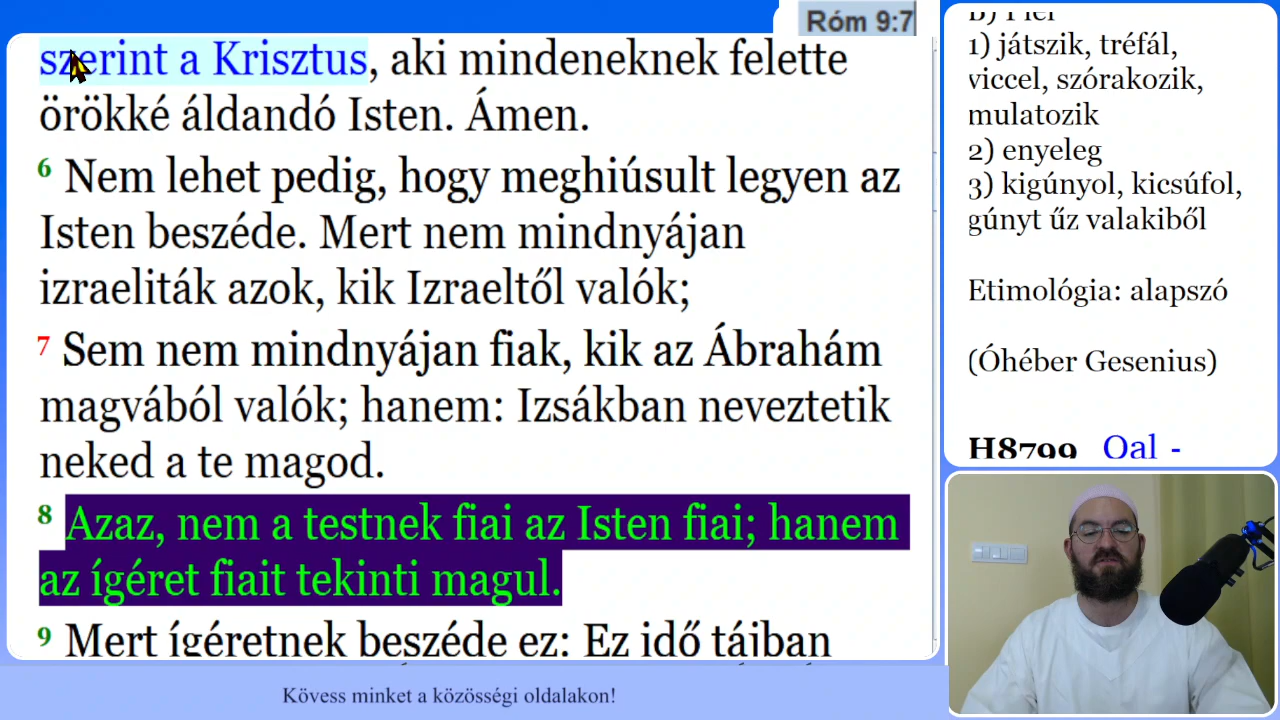 Róm 9:7
szerint a Krisztus, aki mindeneknek felette
örökké áldandó Isten. Ámen.
6 Nem lehet pedig, hogy meghiúsult legyen az
Isten beszéde. Mert nem mindnyájan
izraeliták azok, kik Izraeltől valók;
7 Sem nem mindnyájan fiak, kik az Ábrahám
magvából valók; hanem: Izsákban neveztetik
neked a te magod.
8 Azaz, nem a testnek fiai az Isten fiai; hanem
az ígéret fiait tekinti magul.
9 Mert ígéretnek beszéde ez: Ez idő tájban
1) játszik, tréfál,
viccel, szórakozik,
mulatozik
2) enyeleg
3) kigúnyol, kicsúfol,
gúnyt űz valakiből
Etimológia: alapszó
(Óhéber Gesenius)
H8799 Qal -
Kövess minket a közösségi oldalakon!